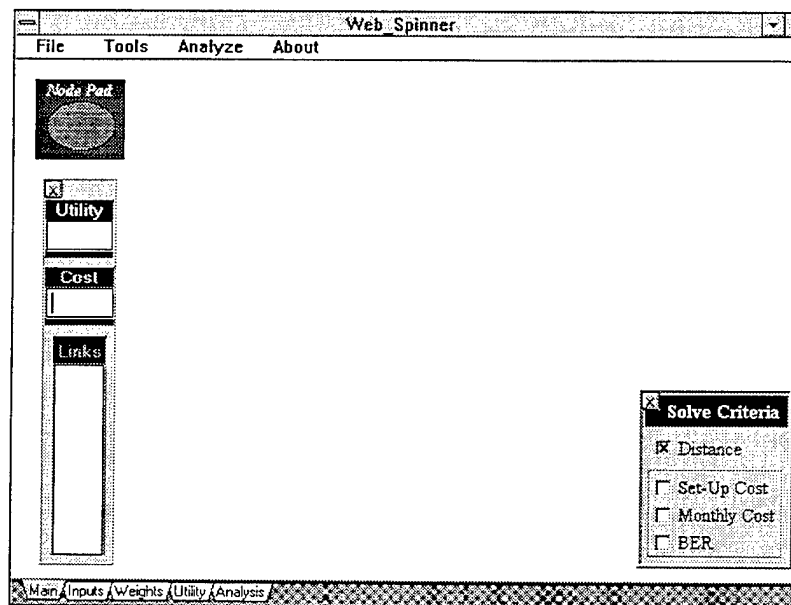 Web_Spinner
File Tools Analyze About
Node Pad
X
Utility
Cost
Links
X
Solve Criteria
Distance
Set-Up Cost
Monthly Cost
BER
Main Inputs Weights Utility Analysis